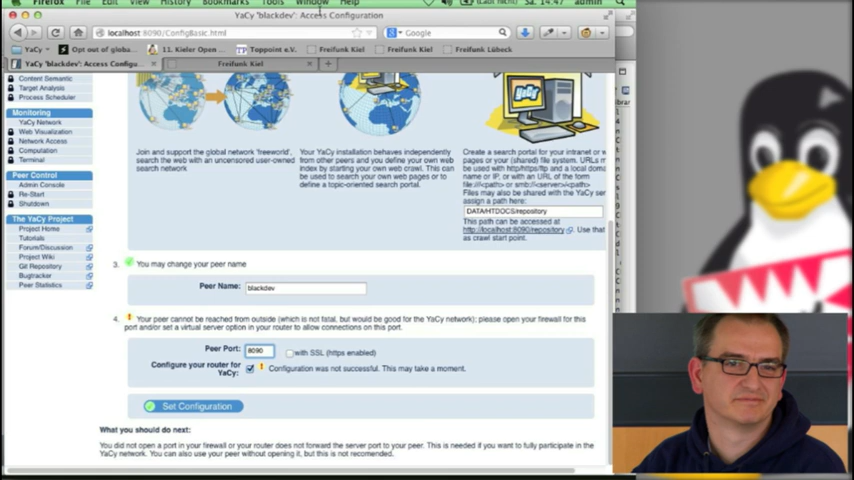 Firefox File Edit View History Bookmarks Tools Window Help
Sa. 14:47 admin
YaCy 'blackdev': Access Configuration
localhost:8090/ConfigBasic.html
Google
YaCy
Opt out of globa...
11. Kieler Open ...
Toppoint e.V.
Freifunk Kiel
Freifunk Kiel
Freifunk Lübeck
YaCy 'blackdev': Access Configu...
Freifunk Kiel
Content Semantic
Target Analysis
Process Scheduler
Monitoring
YaCy Network
Web Visualization
Network Access
Computation
Terminal
Peer Control
Admin Console
Re-Start
Shutdown
The YaCy Project
Project Home
Tutorials
Forum/Discussion
Project Wiki
Git Repository
Bugtracker
Peer Statistics
Join and support the global network 'freeworld',
search the web with an uncensored user-owned
search network
Your YaCy installation behaves independently
from other peers and you define your own web
index by starting your own web crawl. This can
be used to search your own web pages or to
define a topic-oriented search portal.
YaCy
Create a search portal for your intranet or w
pages or your (shared) file system. URLs m
be used with http/https/ftp and a local doma
name or IP, or with an URL of the form
file:///<path> or smb://<server>/<path>
Files may also be shared with the YaCy se
assign a path here:
DATA/HTDOCS/repository
This path can be accessed at
http://localhost:8090/repository . Use that
as crawl start point.
3. You may change your peer name
Peer Name: blackdev
4. Your peer cannot be reached from outside (which is not fatal, but would be good for the YaCy network); please open your firewall for this
port and/or set a virtual server option in your router to allow connections on this port.
Peer Port: 8090 with SSL (https enabled)
Configure your router for
YaCy: Configuration was not successful. This may take a moment.
Set Configuration
What you should do next:
You did not open a port in your firewall or your router does not forward the server port to your peer. This is needed if you want to fully participate in the
YaCy network. You can also use your peer without opening it, but this is not recomended.